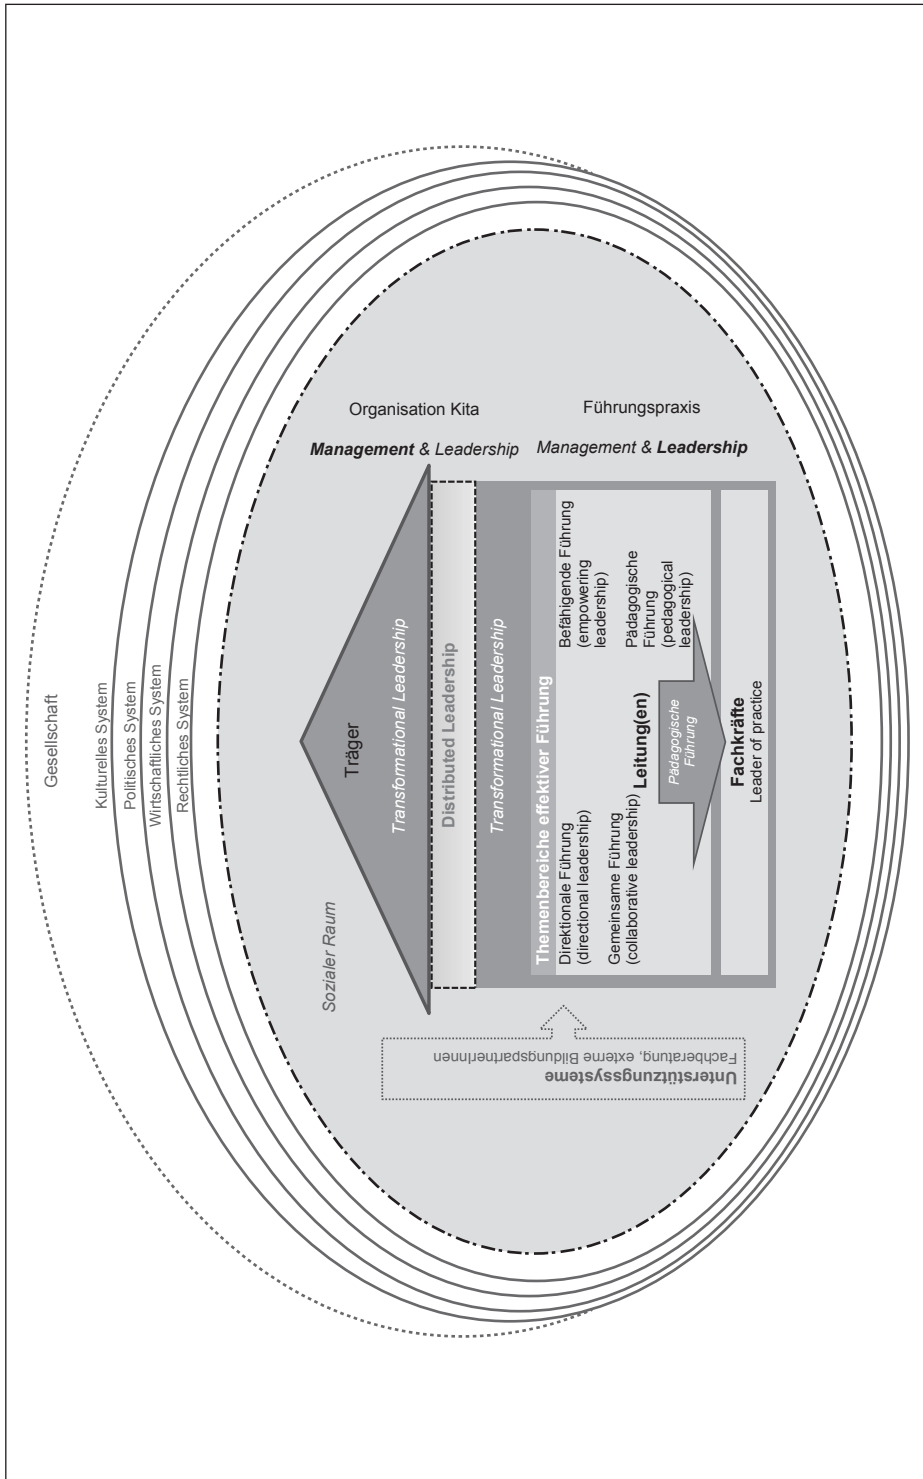 Gesellschaft
Kulturelles System
Politisches System
Wirtschaftliches System
Rechtliches System
Sozialer Raum
Träger
Transformational Leadership
Organisation Kita
Management & Leadership
Distributed Leadership
Transformational Leadership
Führungspraxis
Management & Leadership
Themenbereiche effektiver Führung
Direktionale Führung
(directional leadership)
Befähigende Führung
(empowering
leadership)
Gemeinsame Führung
(collaborative leadership)
Leitung(en)
Pädagogische
Führung
(pedagogical
leadership)
Pädagogische
Führung
Fachkräfte
Leader of practice
Unterstützungssysteme
Fachberatung, externe BildungspartnerInnen